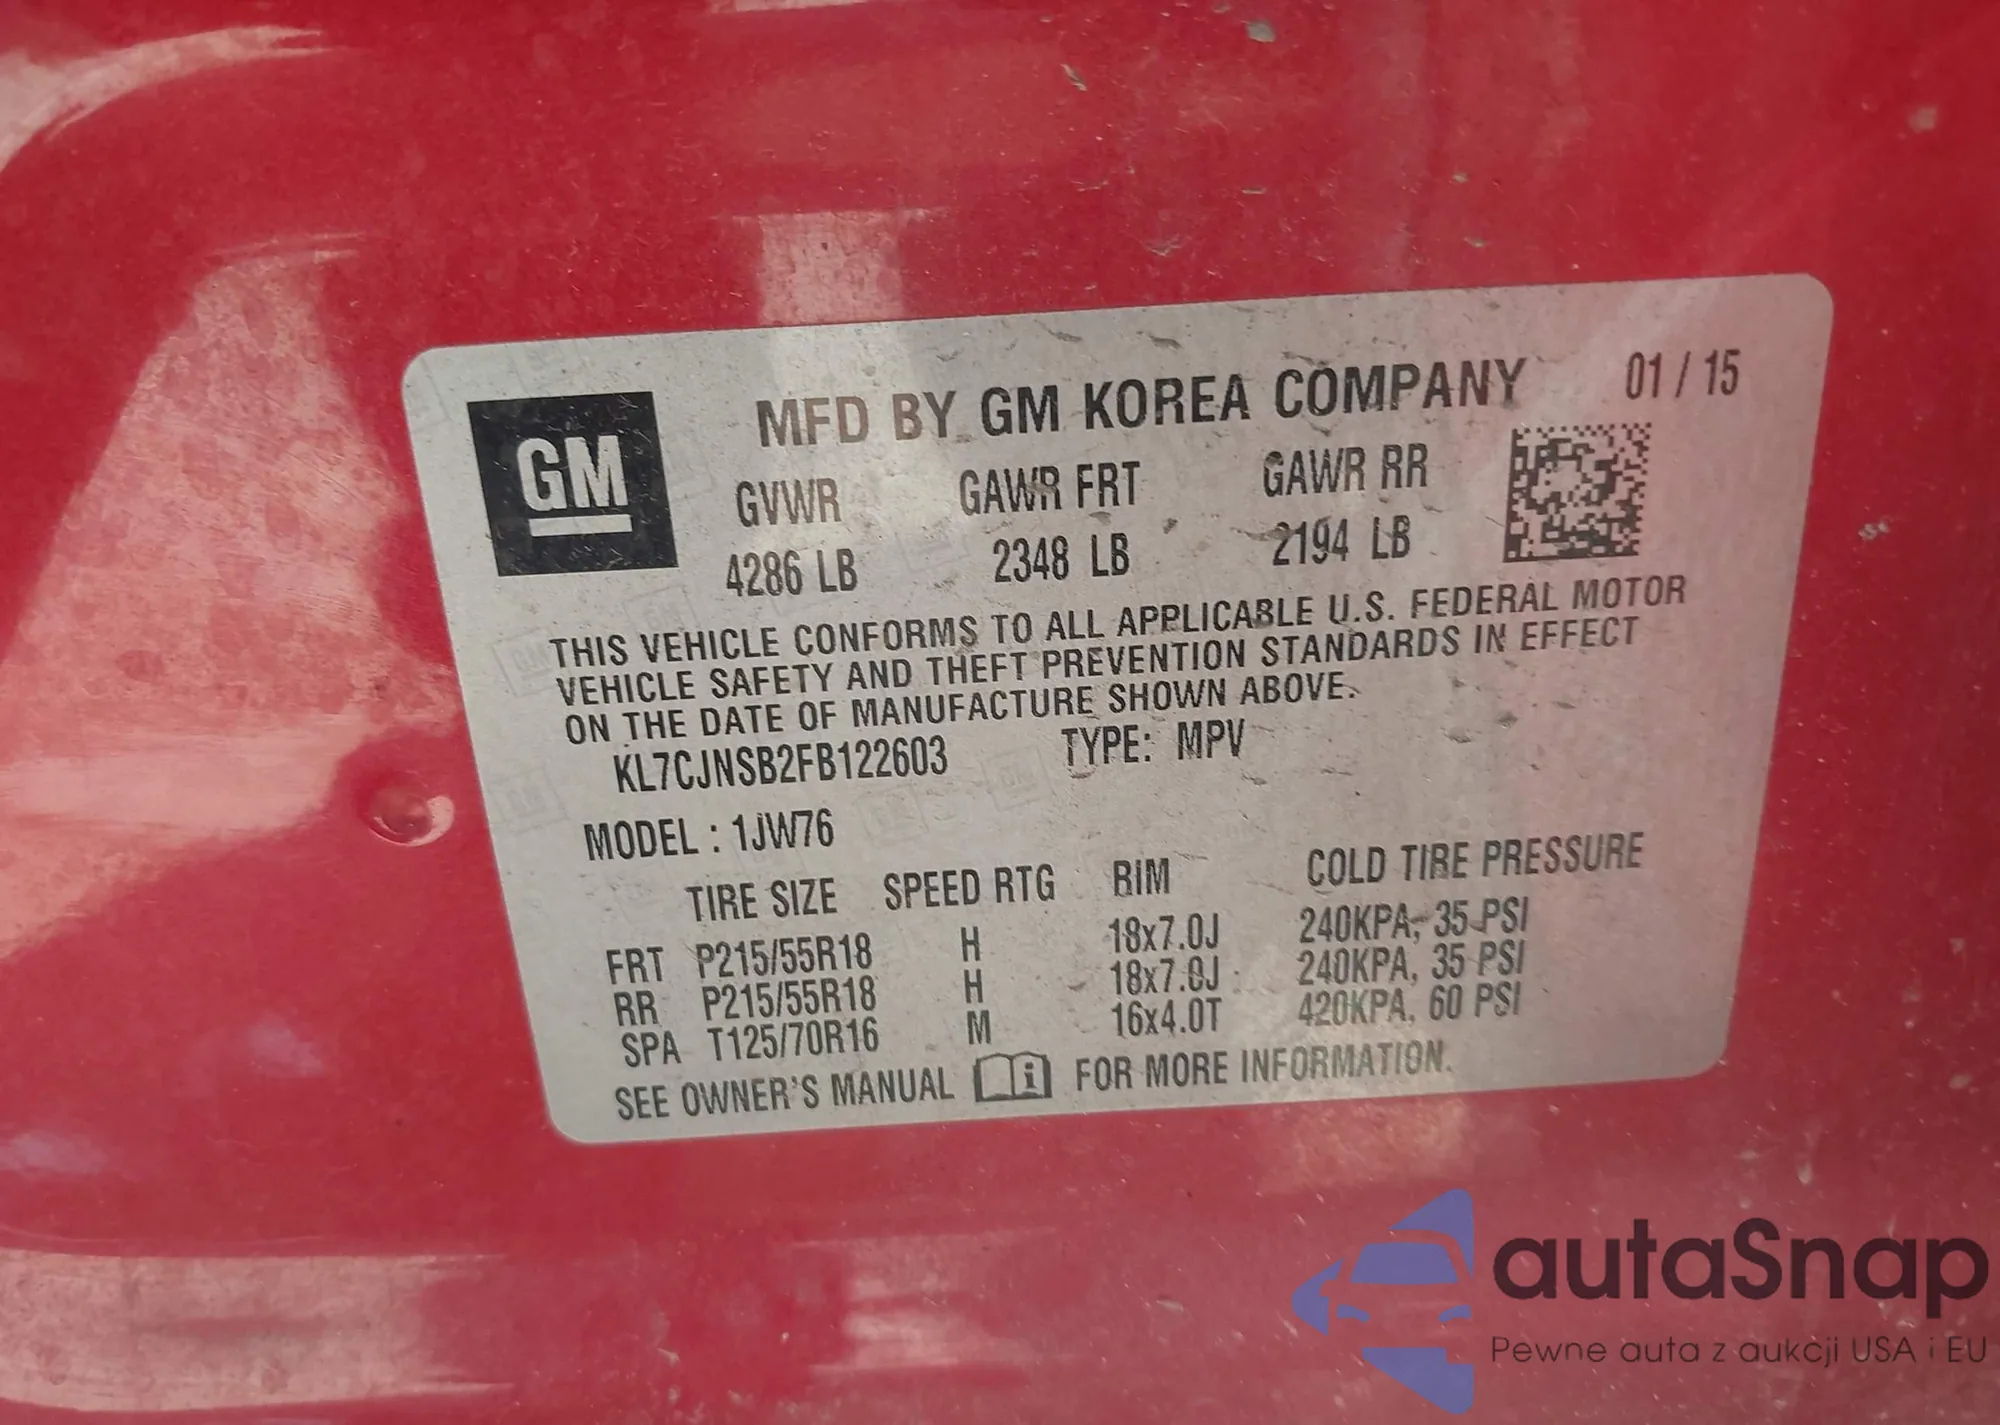 MFD BY GM KOREA COMPANY 01 / 15
GM
GVWR GAWR FRT GAWR RR
4286 LB 2348 LB 2194 LB
THIS VEHICLE CONFORMS TO ALL APPLICABLE U.S. FEDERAL MOTOR
VEHICLE SAFETY AND THEFT PREVENTION STANDARDS IN EFFECT
ON THE DATE OF MANUFACTURE SHOWN ABOVE.
KL7CJNSB2FB122603 TYPE: MPV
MODEL : 1JW76
TIRE SIZE SPEED RTG RIM COLD TIRE PRESSURE
FRT P215/55R18 H 18x7.0J 240KPA, 35 PSI
RR P215/55R18 H 18x7.0J 240KPA, 35 PSI
SPA T125/70R16 M 16x4.0T 420KPA, 60 PSI
SEE OWNER'S MANUAL i FOR MORE INFORMATION.
autaSnap
Pewne auta z aukcji USA i EU